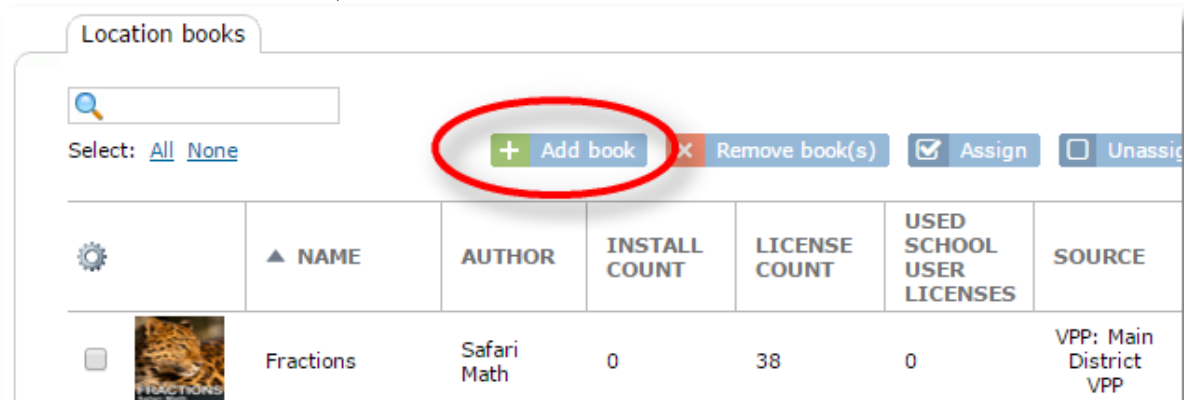 Location books
Select: All None
Add book
Remove book(s)
Assign
▲ NAME
AUTHOR
INSTALL
COUNT
LICENSE
COUNT
USED
SCHOOL
USER
LICENSES
SOURCE
FRACTIONS
Fractions
Safari
Math
0
38
0
VPP: Main
District
VPP